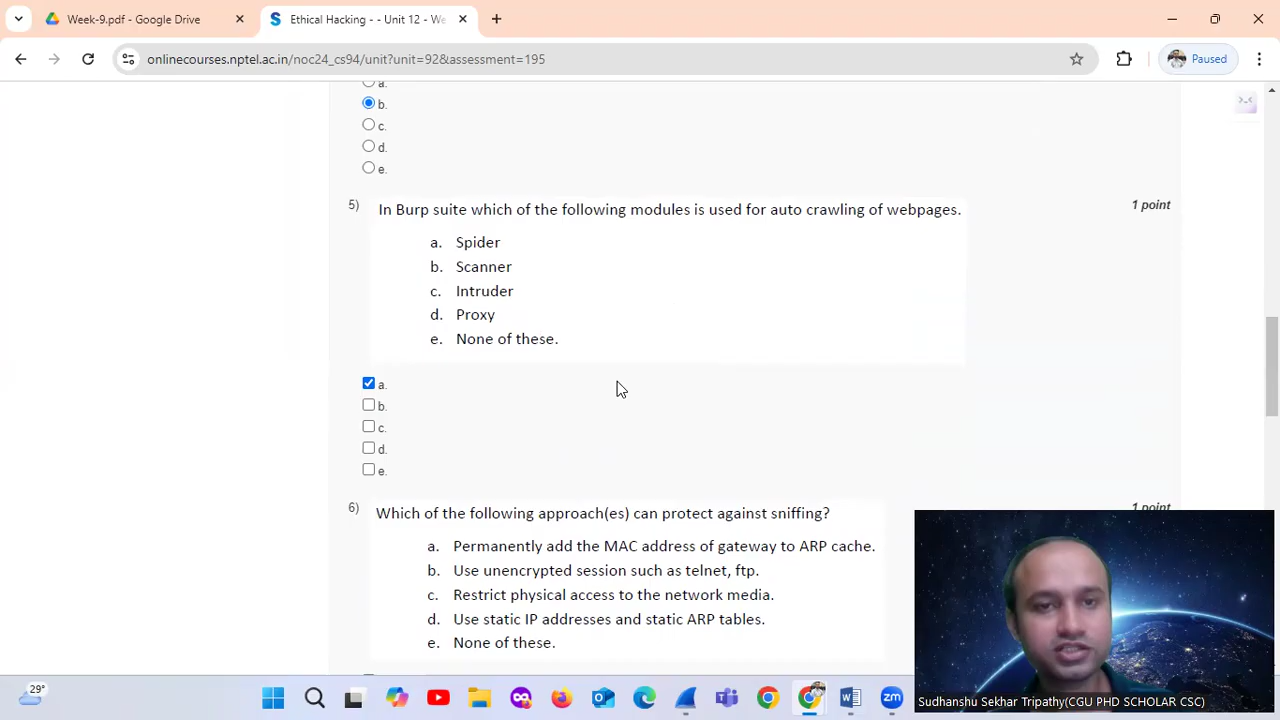 Week-9.pdf - Google Drive
Ethical Hacking - - Unit 12 - We
onlinecourses.nptel.ac.in/noc24_cs94/unit?unit=92&assessment=195
Paused
a.
b.
c.
d.
e.
5) In Burp suite which of the following modules is used for auto crawling of webpages. 1 point
a. Spider
b. Scanner
c. Intruder
d. Proxy
e. None of these.
a.
b.
c.
d.
e.
6) Which of the following approach(es) can protect against sniffing? 1 point
a. Permanently add the MAC address of gateway to ARP cache.
b. Use unencrypted session such as telnet, ftp.
c. Restrict physical access to the network media.
d. Use static IP addresses and static ARP tables.
e. None of these.
29°
zm
Sudhanshu Sekhar Tripathy(CGU PHD SCHOLAR CSC)